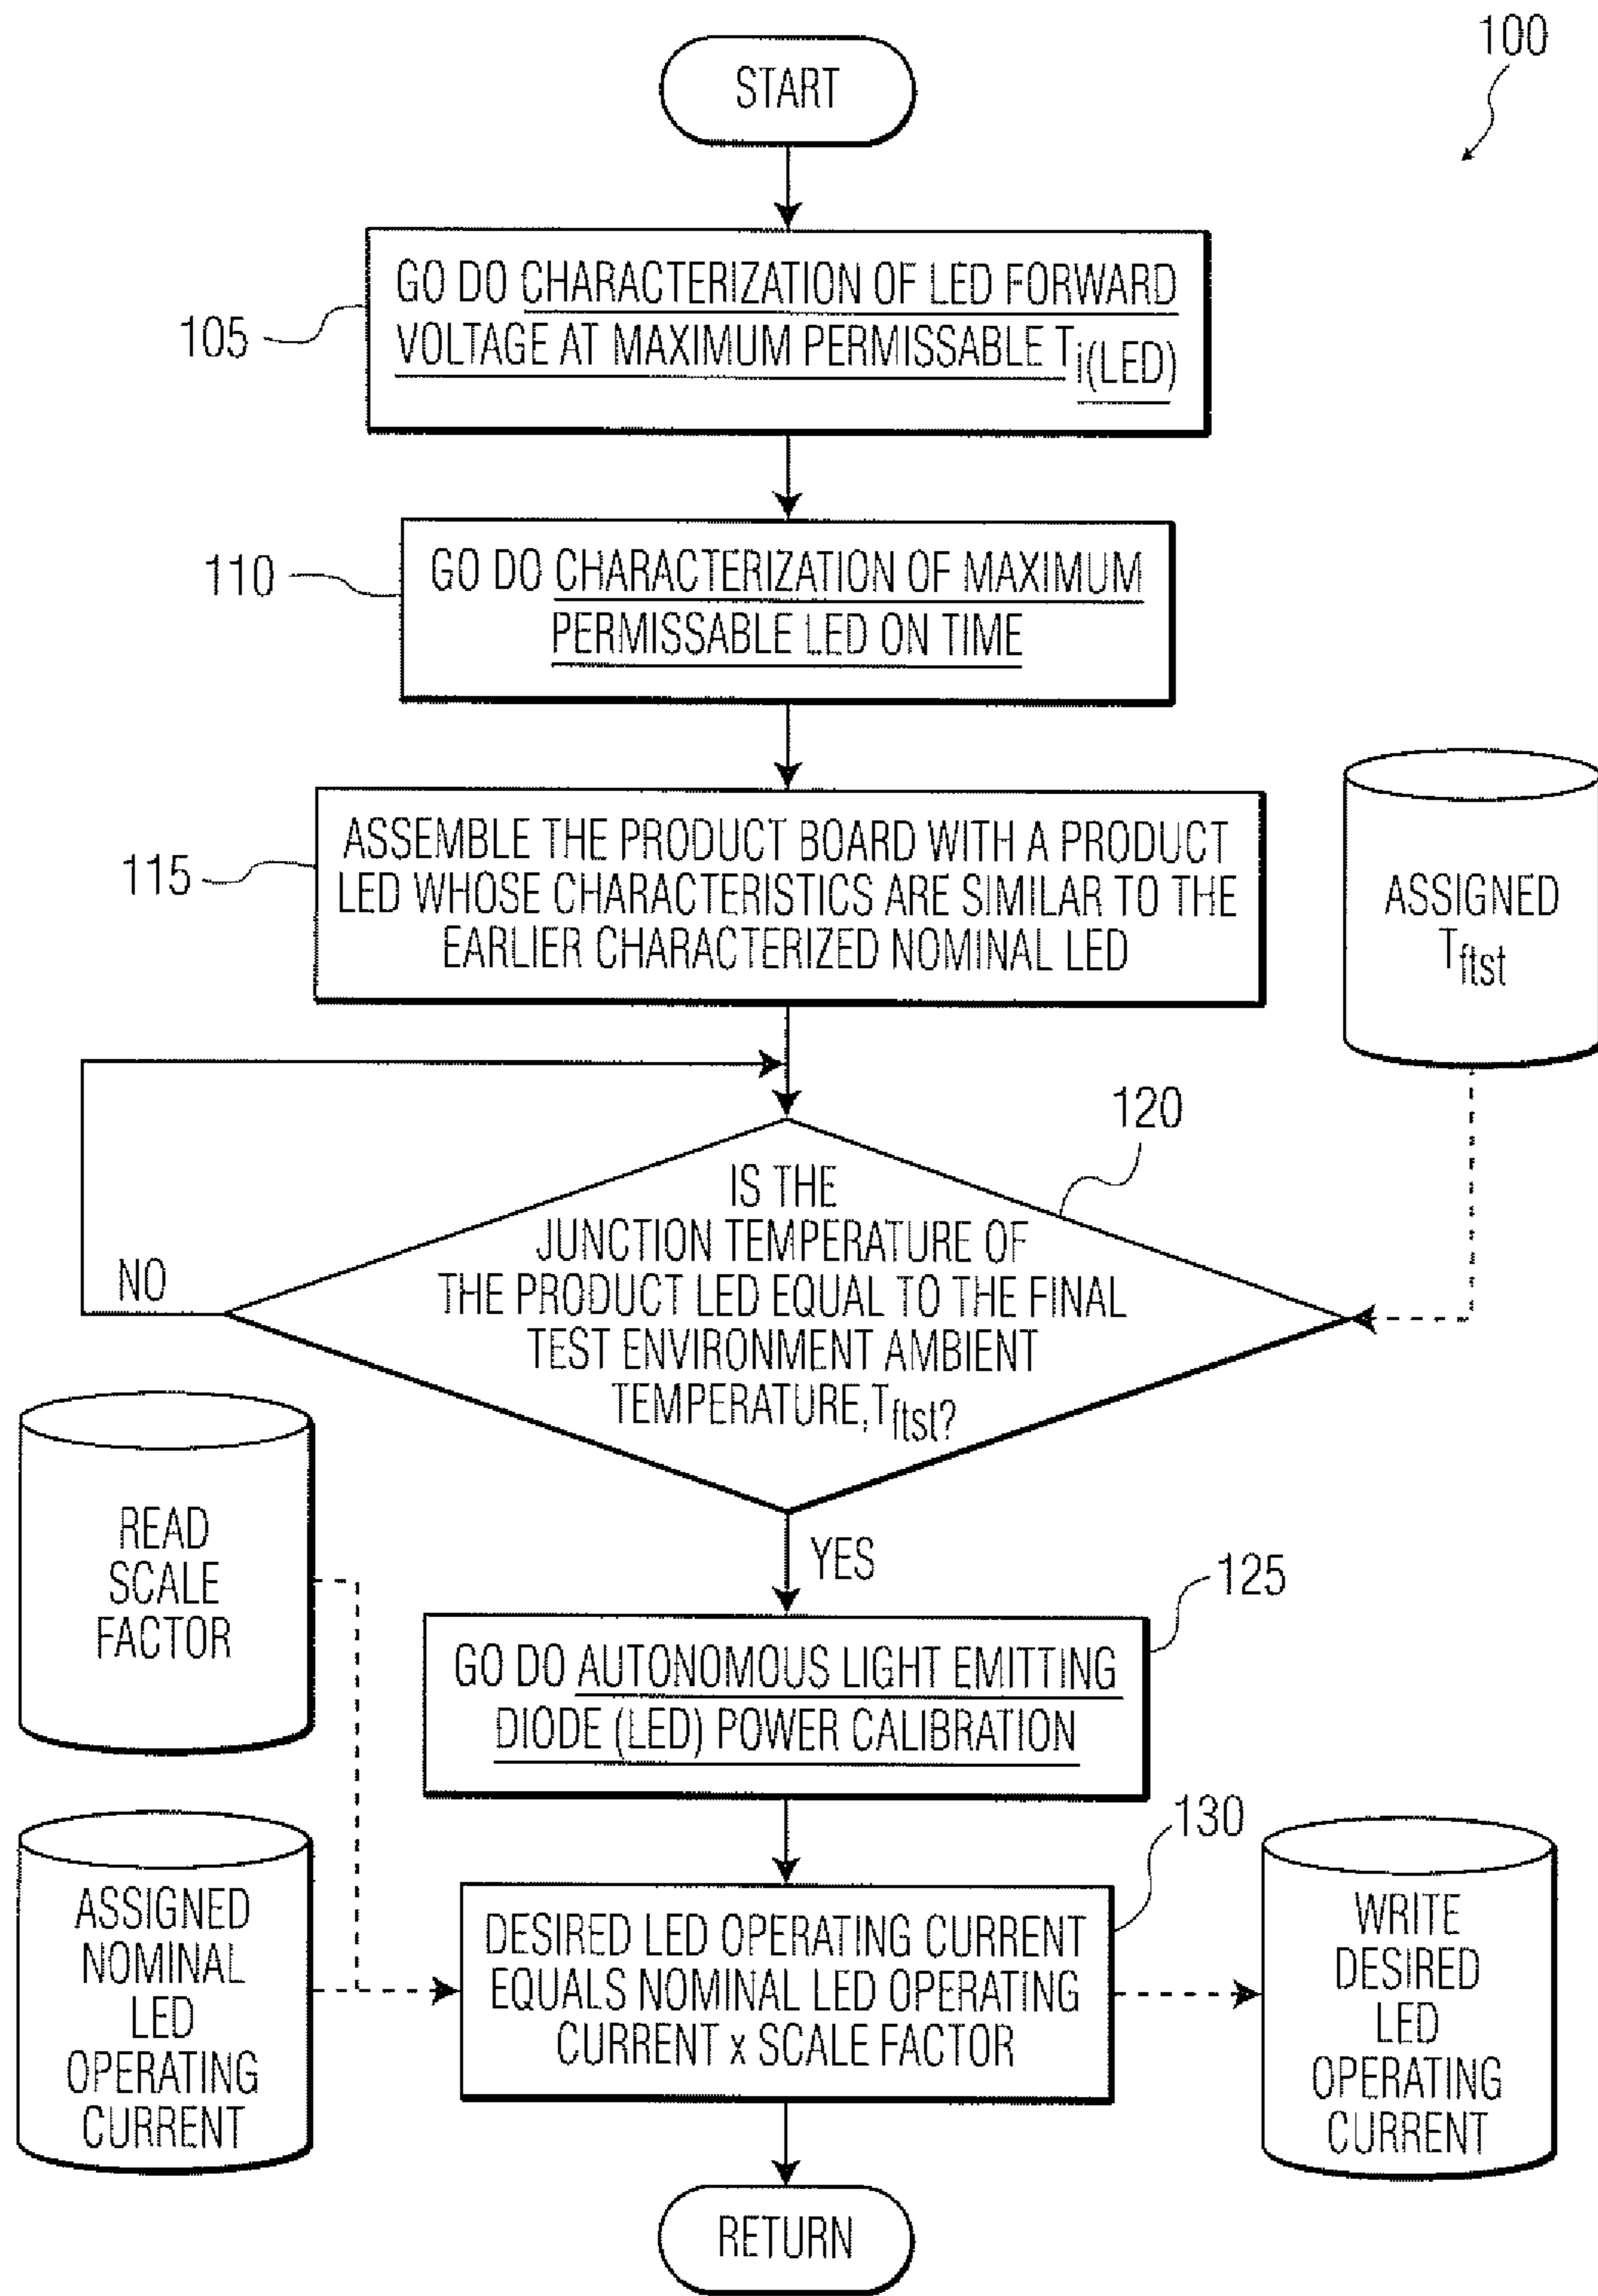 100
START
GO DO CHARACTERIZATION OF LED FORWARD
VOLTAGE AT MAXIMUM PERMISSABLE Ti(LED)
105
GO DO CHARACTERIZATION OF MAXIMUM
PERMISSABLE LED ON TIME
110
ASSEMBLE THE PRODUCT BOARD WITH A PRODUCT
LED WHOSE CHARACTERISTICS ARE SIMILAR TO THE
EARLIER CHARACTERIZED NOMINAL LED
115
ASSIGNED
Tftst
120
IS THE
JUNCTION TEMPERATURE OF
THE PRODUCT LED EQUAL TO THE FINAL
TEST ENVIRONMENT AMBIENT
TEMPERATURE, Tftst?
NO
YES
READ
SCALE
FACTOR
125
GO DO AUTONOMOUS LIGHT EMITTING
DIODE (LED) POWER CALIBRATION
130
ASSIGNED
NOMINAL
LED
OPERATING
CURRENT
DESIRED LED OPERATING CURRENT
EQUALS NOMINAL LED OPERATING
CURRENT x SCALE FACTOR
WRITE
DESIRED
LED
OPERATING
CURRENT
RETURN